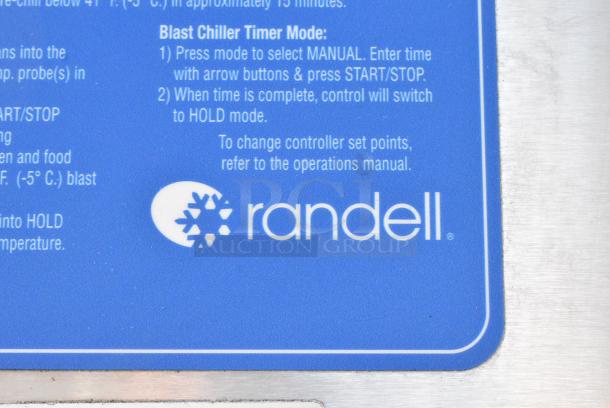 re-chill below 41° F. (-5° C.) in approximately 15 minutes.
ans into the
mp. probe(s) in
ART/STOP
ng
en and food
F. (-5° C.) blast
into HOLD
mperature.
Blast Chiller Timer Mode:
1) Press mode to select MANUAL. Enter time
with arrow buttons & press START/STOP.
2) When time is complete, control will switch
to HOLD mode.
To change controller set points,
refer to the operations manual.
randell®
PCI
AUCTION GROUP